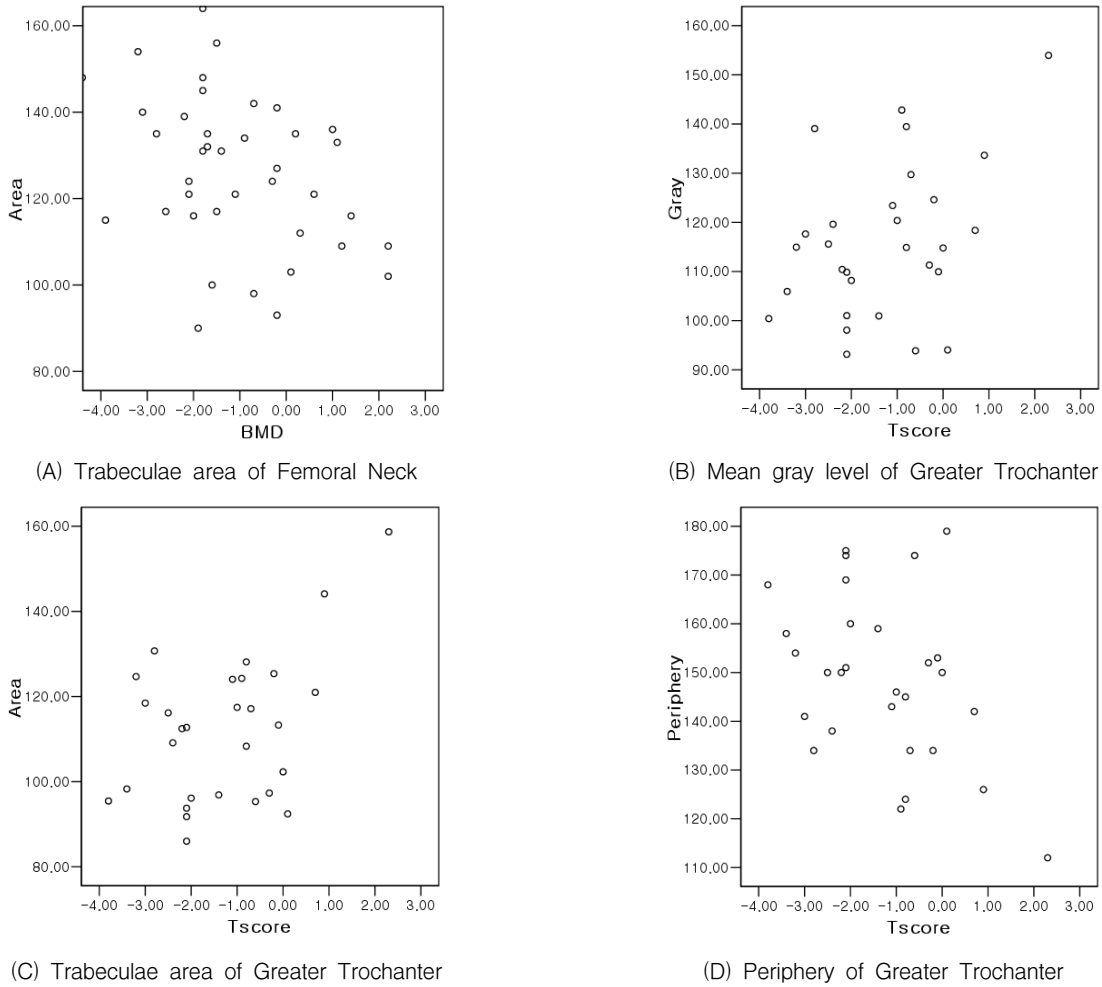 160.00
140.00
120.00
100.00
80.00
Area
-4.00 -3.00 -2.00 -1.00 0.00 1.00 2.00 3.00
BMD
(A) Trabeculae area of Femoral Neck
160.00
150.00
140.00
130.00
120.00
110.00
100.00
90.00
Gray
-4.00 -3.00 -2.00 -1.00 0.00 1.00 2.00 3.00
Tscore
(B) Mean gray level of Greater Trochanter
160.00
140.00
120.00
100.00
80.00
Area
-4.00 -3.00 -2.00 -1.00 0.00 1.00 2.00 3.00
Tscore
(C) Trabeculae area of Greater Trochanter
180.00
170.00
160.00
150.00
140.00
130.00
120.00
110.00
Periphery
-4.00 -3.00 -2.00 -1.00 0.00 1.00 2.00 3.00
Tscore
(D) Periphery of Greater Trochanter